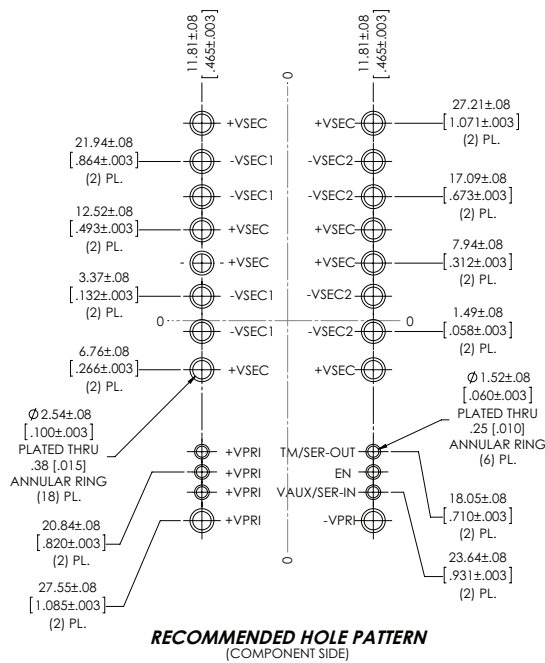 11.81±.08
[.465±.003]
11.81±.08
[.465±.003]
0
+VSEC
+VSEC
27.21±.08
[1.071±.003]
(2) PL.
21.94±.08
[.864±.003]
(2) PL.
-VSEC1
-VSEC2
-VSEC1
-VSEC2
17.09±.08
[.673±.003]
(2) PL.
12.52±.08
[.493±.003]
(2) PL.
+VSEC
+VSEC
+VSEC
+VSEC
7.94±.08
[.312±.003]
(2) PL.
3.37±.08
[.132±.003]
(2) PL.
-VSEC1
-VSEC2
0
-VSEC1
-VSEC2
0
1.49±.08
[.058±.003]
(2) PL.
6.76±.08
[.266±.003]
(2) PL.
+VSEC
+VSEC
Ø 2.54±.08
[.100±.003]
PLATED THRU
.38 [.015]
ANNULAR RING
(18) PL.
Ø 1.52±.08
[.060±.003]
PLATED THRU
.25 [.010]
ANNULAR RING
(6) PL.
+VPRI
TM/SER-OUT
+VPRI
EN
+VPRI
VAUX/SER-IN
+VPRI
-VPRI
20.84±.08
[.820±.003]
(2) PL.
18.05±.08
[.710±.003]
(2) PL.
27.55±.08
[1.085±.003]
(2) PL.
23.64±.08
[.931±.003]
(2) PL.
0
RECOMMENDED HOLE PATTERN
(COMPONENT SIDE)